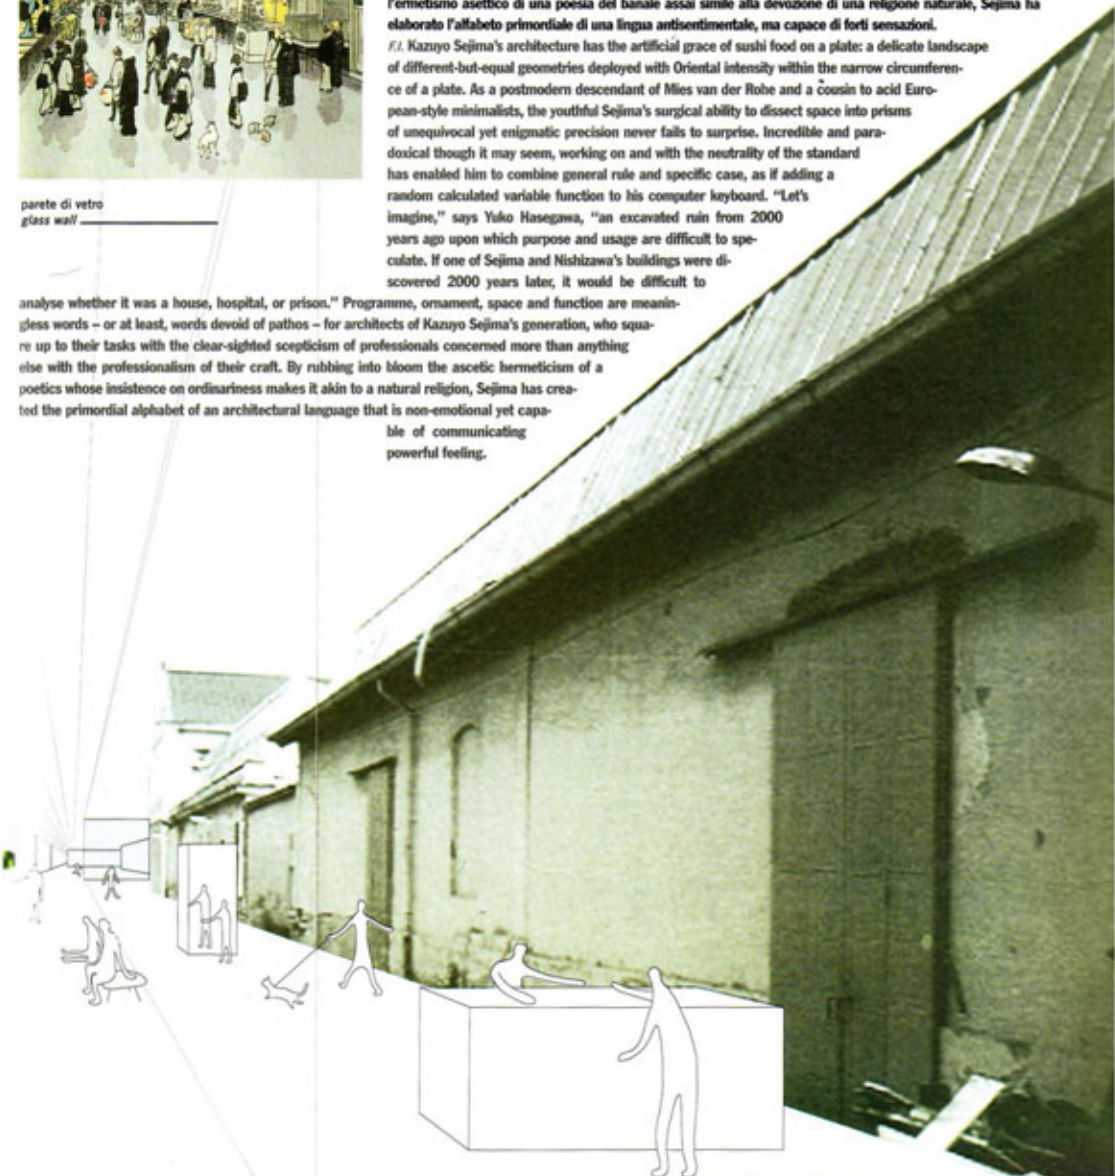 l'ermetismo asettico di una poesia del banale assai simile alla devozione di una religione naturale, Sejima ha
elaborato l'alfabeto primordiale di una lingua antisentimentale, ma capace di forti sensazioni.
F.I. Kazuyo Sejima's architecture has the artificial grace of sushi food on a plate: a delicate landscape
of different-but-equal geometries deployed with Oriental intensity within the narrow circumferen-
ce of a plate. As a postmodern descendant of Mies van der Rohe and a cousin to acid Euro-
pean-style minimalists, the youthful Sejima's surgical ability to dissect space into prisms
of unequivocal yet enigmatic precision never fails to surprise. Incredible and para-
doxical though it may seem, working on and with the neutrality of the standard
has enabled him to combine general rule and specific case, as if adding a
random calculated variable function to his computer keyboard. "Let's
imagine," says Yuko Hasegawa, "an excavated ruin from 2000
years ago upon which purpose and usage are difficult to spe-
culate. If one of Sejima and Nishizawa's buildings were di-
scovered 2000 years later, it would be difficult to
analyse whether it was a house, hospital, or prison." Programme, ornament, space and function are meanin-
gless words – or at least, words devoid of pathos – for architects of Kazuyo Sejima's generation, who squa-
re up to their tasks with the clear-sighted scepticism of professionals concerned more than anything
else with the professionalism of their craft. By rubbing into bloom the ascetic hermeticism of a
poetics whose insistence on ordinariness makes it akin to a natural religion, Sejima has crea-
ted the primordial alphabet of an architectural language that is non-emotional yet capa-
ble of communicating
powerful feeling.
parete di vetro
glass wall